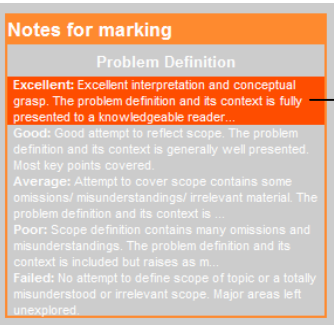 Notes for marking
Problem Definition
Excellent: Excellent interpretation and conceptual
grasp. The problem definition and its context is fully
presented to a knowledgeable reader...
Good: Good attempt to reflect scope. The problem
definition and its context is generally well presented.
Most key points covered.
Average: Attempt to cover scope contains some
omissions/ misunderstandings/ irrelevant material. The
problem definition and its context is ...
Poor: Scope definition contains many omissions and
misunderstandings. The problem definition and its
context is included but raises as m...
Failed: No attempt to define scope of topic or a totally
misunderstood or irrelevant scope. Major areas left
unexplored.